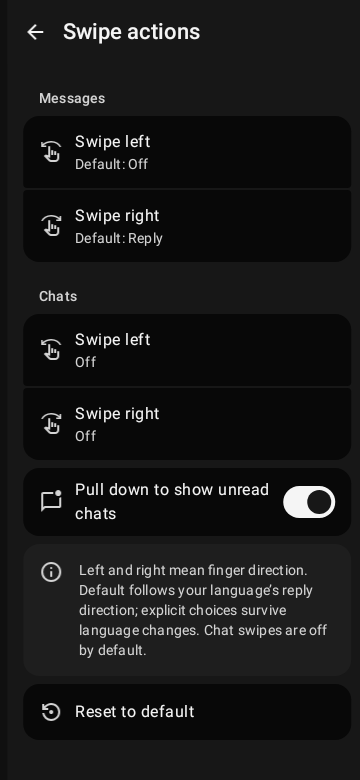 Swipe actions
Messages
Swipe left
Default: Off
Swipe right
Default: Reply
Chats
Swipe left
Off
Swipe right
Off
Pull down to show unread
chats
Left and right mean finger direction.
Default follows your language’s reply
direction; explicit choices survive
language changes. Chat swipes are off
by default.
Reset to default